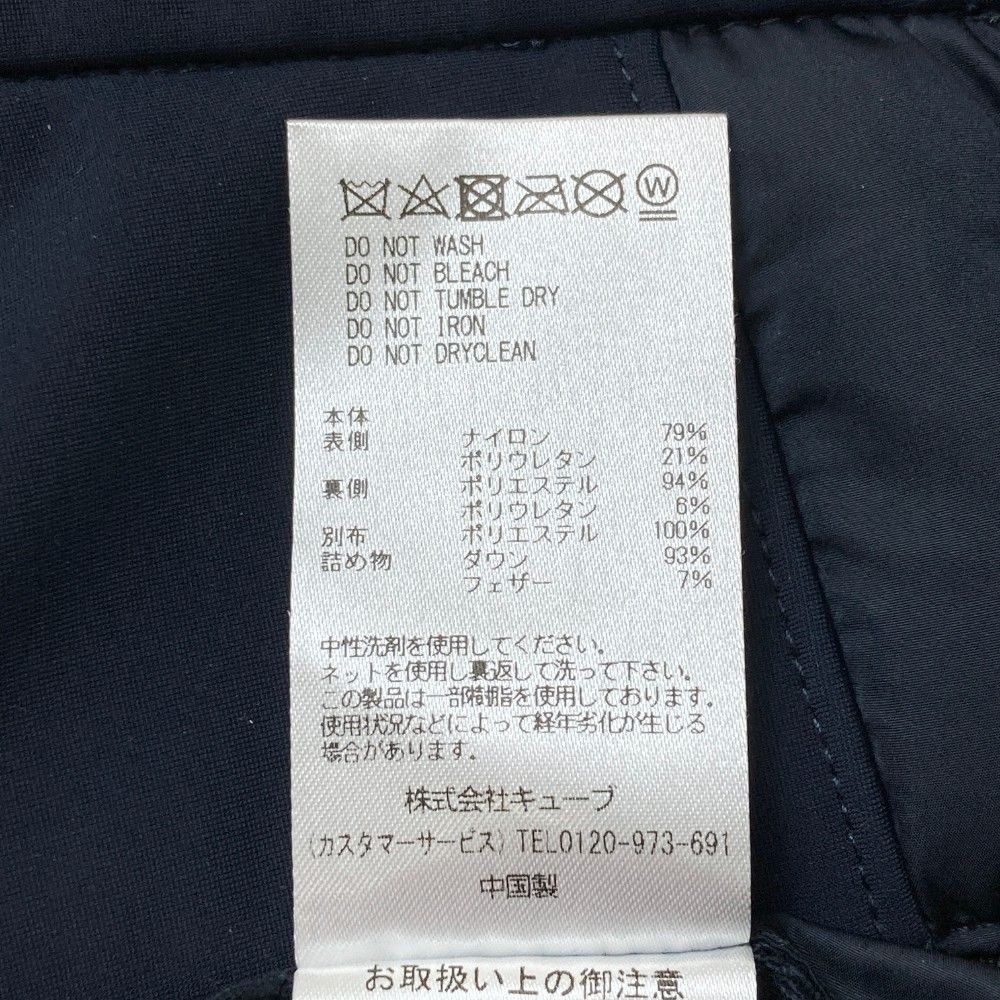 W
DO NOT WASH
DO NOT BLEACH
DO NOT TUMBLE DRY
DO NOT IRON
DO NOT DRYCLEAN
本体
表側 ナイロン 79%
ポリウレタン 21%
裏側 ポリエステル 94%
ポリウレタン 6%
別布 ポリエステル 100%
詰め物 ダウン 93%
フェザー 7%
中性洗剤を使用してください。
ネットを使用し裏返して洗って下さい。
この製品は一部樹脂を使用しております。
使用状況などによって経年劣化が生じる
場合があります。
株式会社キューブ
(カスタマーサービス) TEL0120-973-691
中国製
お取扱い上の御注意